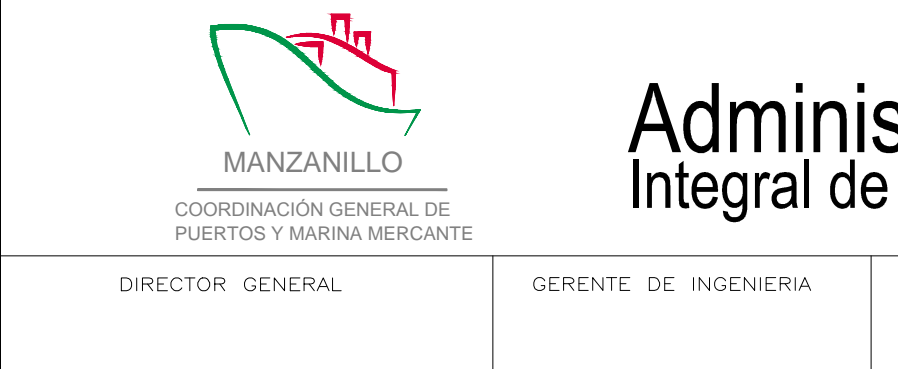 MANZANILLO
COORDINACIÓN GENERAL DE
PUERTOS Y MARINA MERCANTE
Adminis
Integral de
DIRECTOR GENERAL
GERENTE DE INGENIERIA